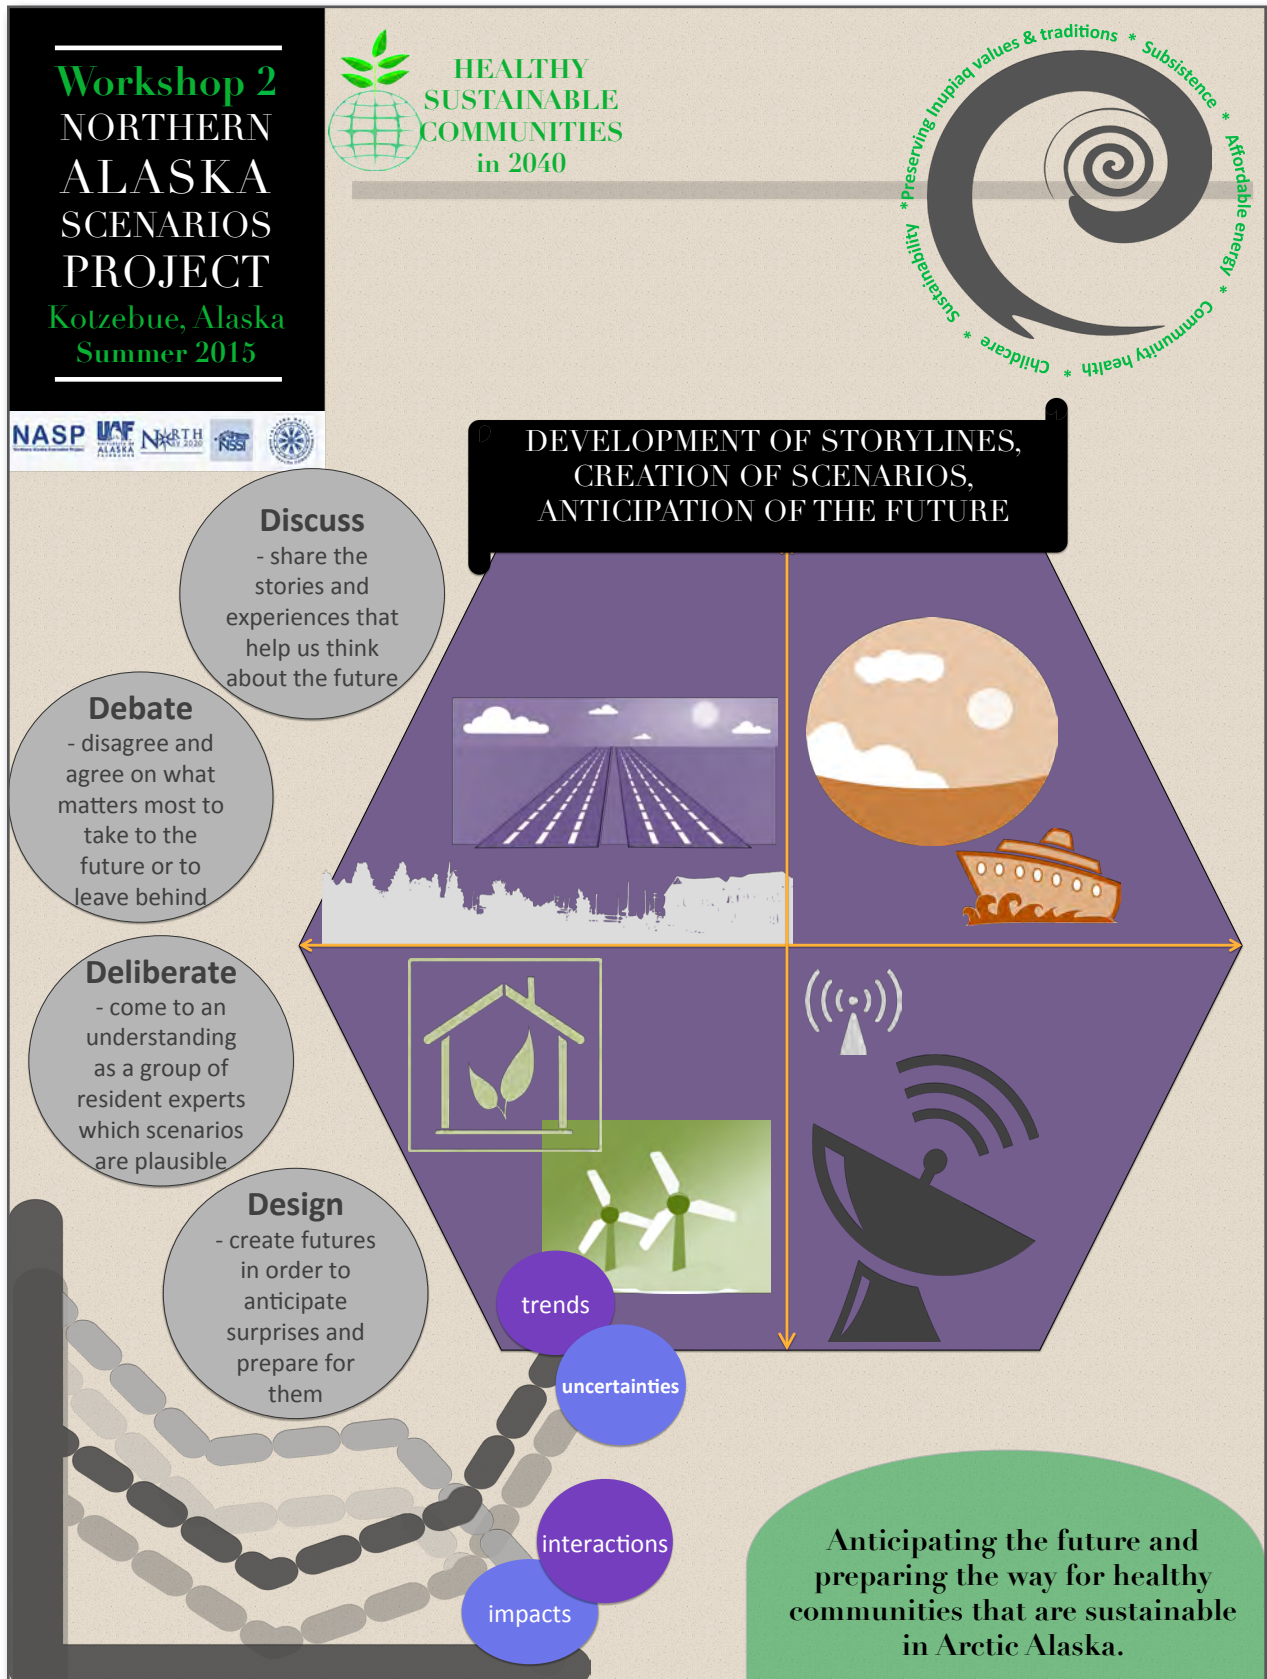 Workshop 2
NORTHERN
ALASKA
SCENARIOS
PROJECT
Kotzebue, Alaska
Summer 2015
HEALTHY
SUSTAINABLE
COMMUNITIES
in 2040
*Preserving Inupiaq values & traditions * Subsistence * Affordable energy * Community health * Childcare * Sustainability
NASP
UAF
ALASKA
NORTH
NSSI
DEVELOPMENT OF STORYLINES,
CREATION OF SCENARIOS,
ANTICIPATION OF THE FUTURE
Discuss
- share the
stories and
experiences that
help us think
about the future
Debate
- disagree and
agree on what
matters most to
take to the
future or to
leave behind
Deliberate
- come to an
understanding
as a group of
resident experts
which scenarios
are plausible
Design
- create futures
in order to
anticipate
surprises and
prepare for
them
trends
uncertainties
interactions
impacts
Anticipating the future and
preparing the way for healthy
communities that are sustainable
in Arctic Alaska.